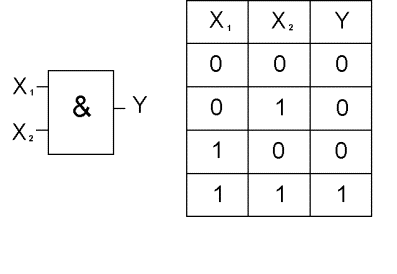 X₁
X₂
&
Y
X₁ X₂ Y
0 0 0
0 1 0
1 0 0
1 1 1